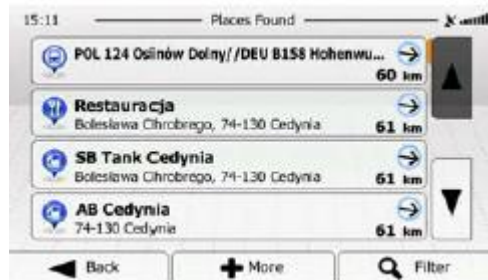 15:11 Places Found
POL 124 Osinów Dolny//DEU B158 Hohenwu...
60 km
Restauracja
Bolesława Chrobrego, 74-130 Cedynia
61 km
SB Tank Cedynia
Bolesława Chrobrego, 74-130 Cedynia
61 km
AB Cedynia
74-130 Cedynia
61 km
Back More Filter